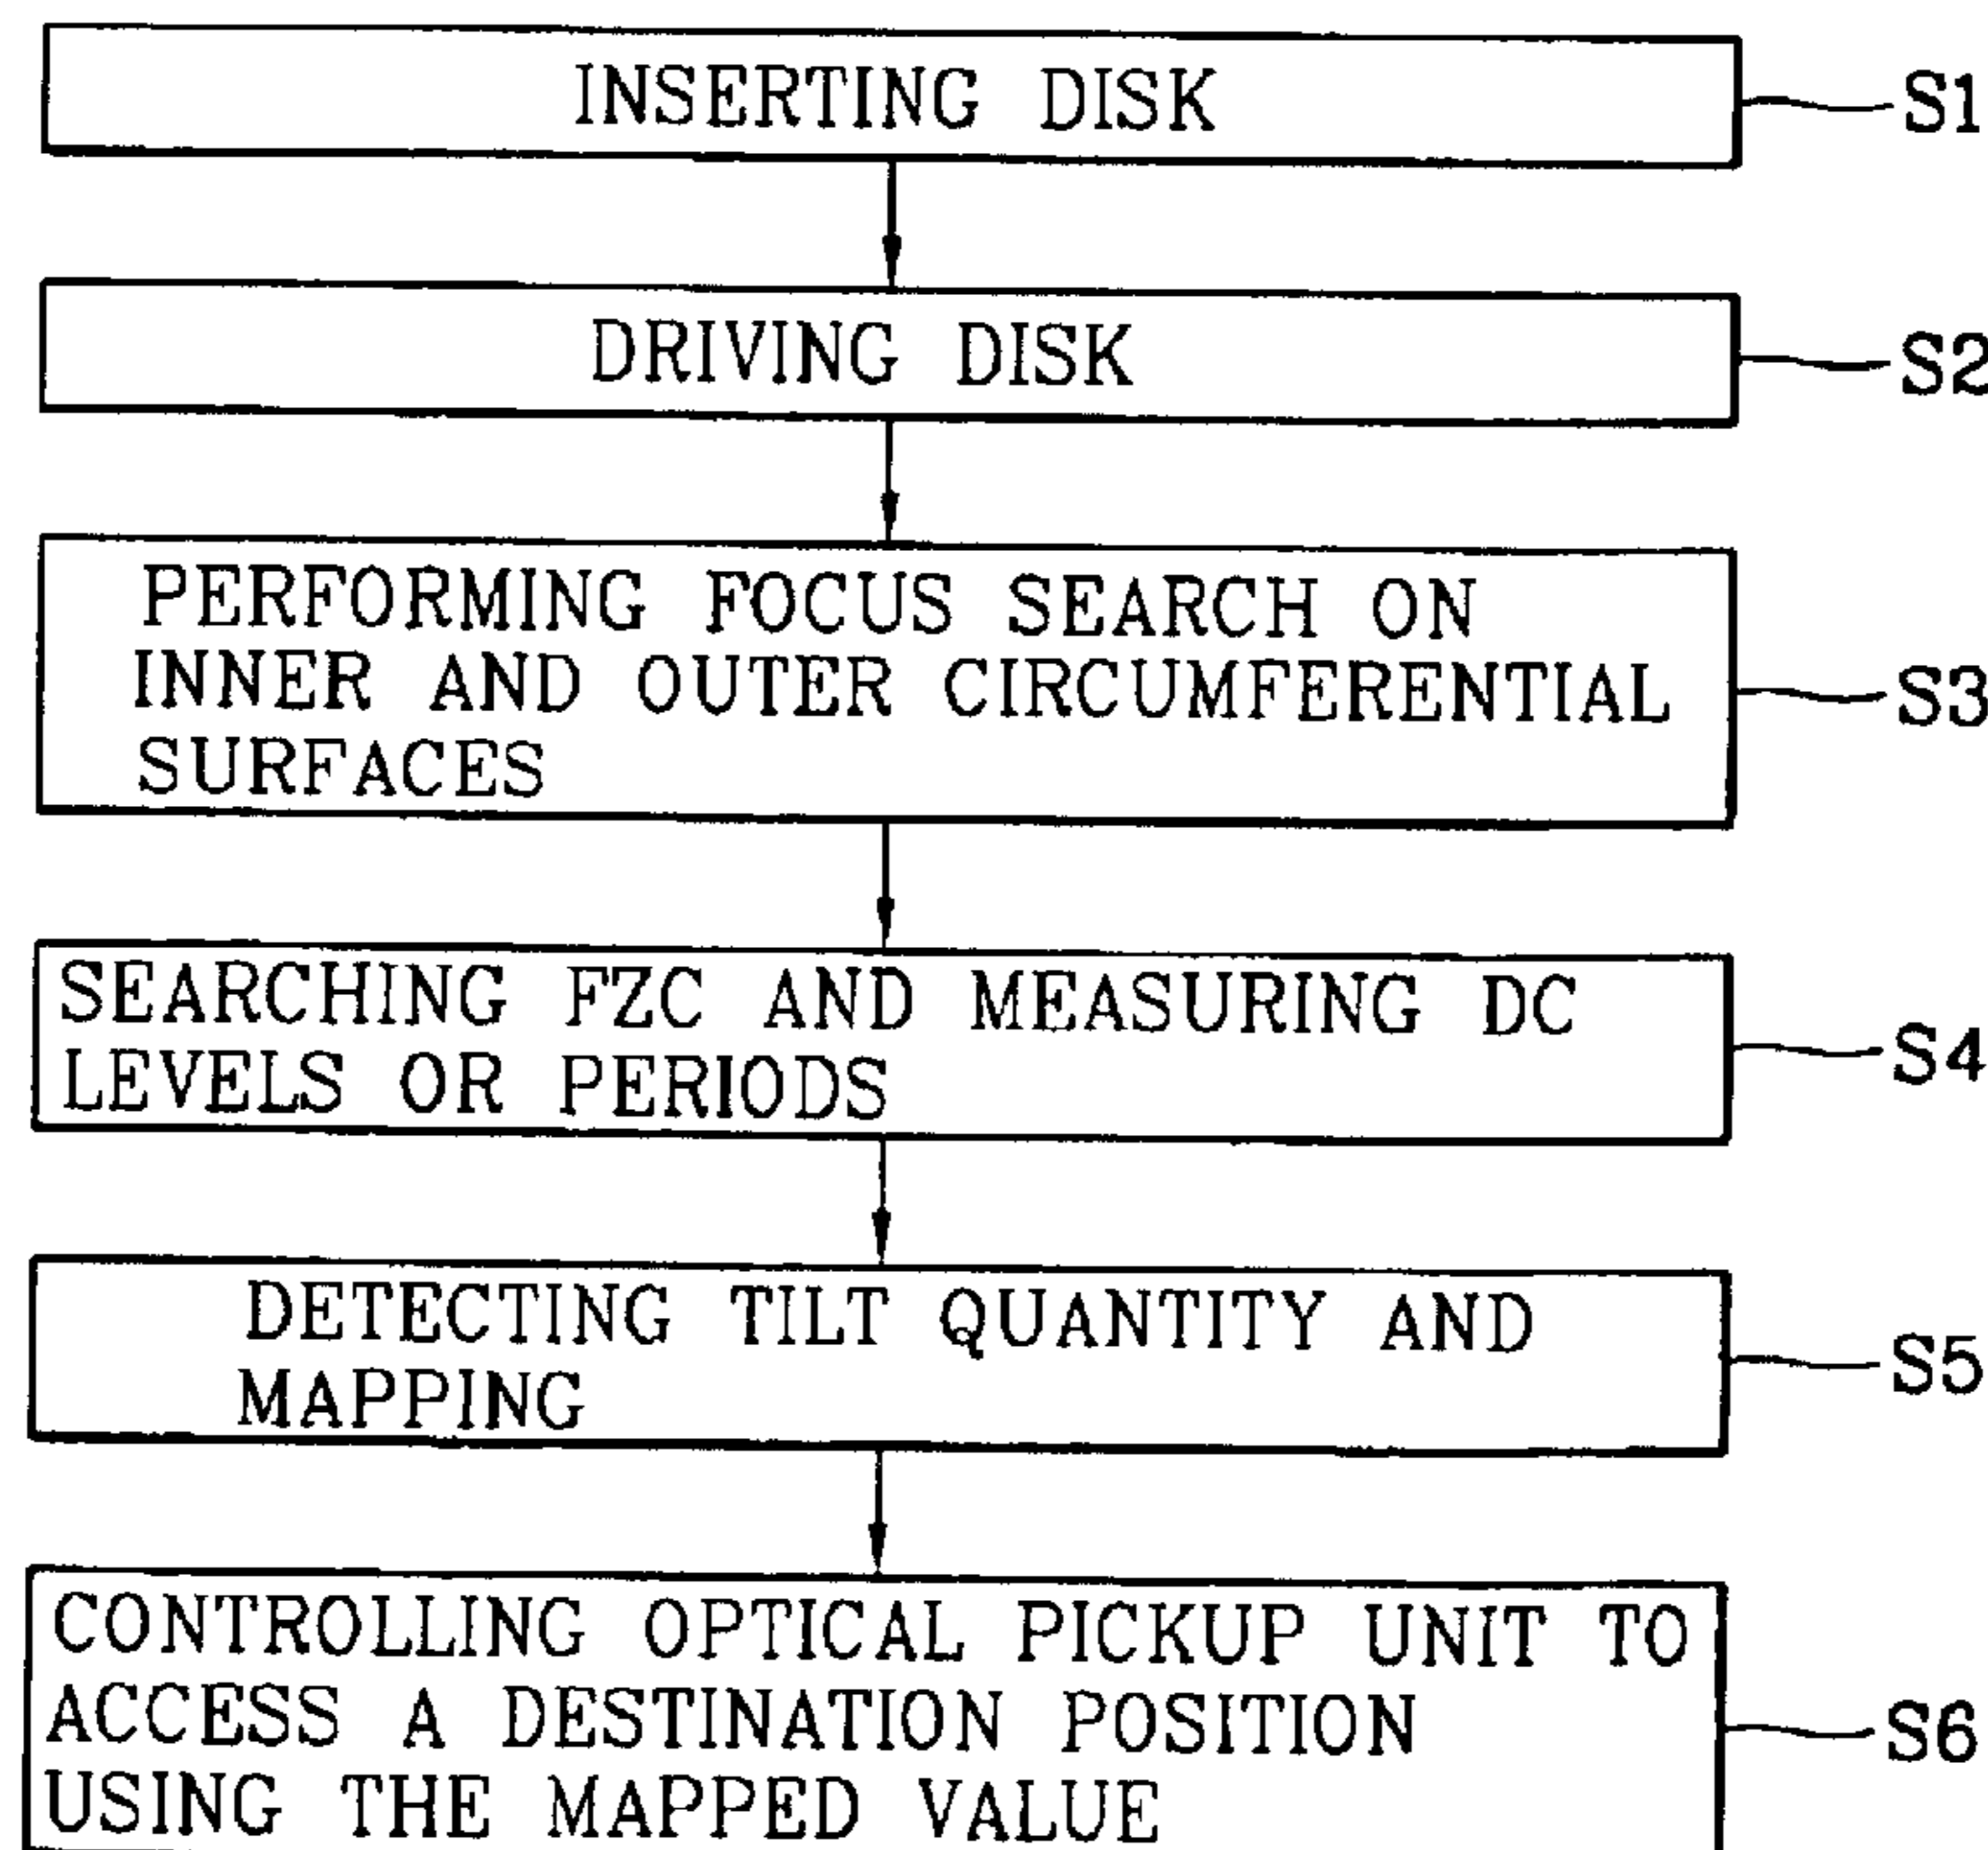 INSERTING DISK
S1
DRIVING DISK
S2
PERFORMING FOCUS SEARCH ON
INNER AND OUTER CIRCUMFERENTIAL
SURFACES
S3
SEARCHING FZC AND MEASURING DC
LEVELS OR PERIODS
S4
DETECTING TILT QUANTITY AND
MAPPING
S5
CONTROLLING OPTICAL PICKUP UNIT TO
ACCESS A DESTINATION POSITION
USING THE MAPPED VALUE
S6